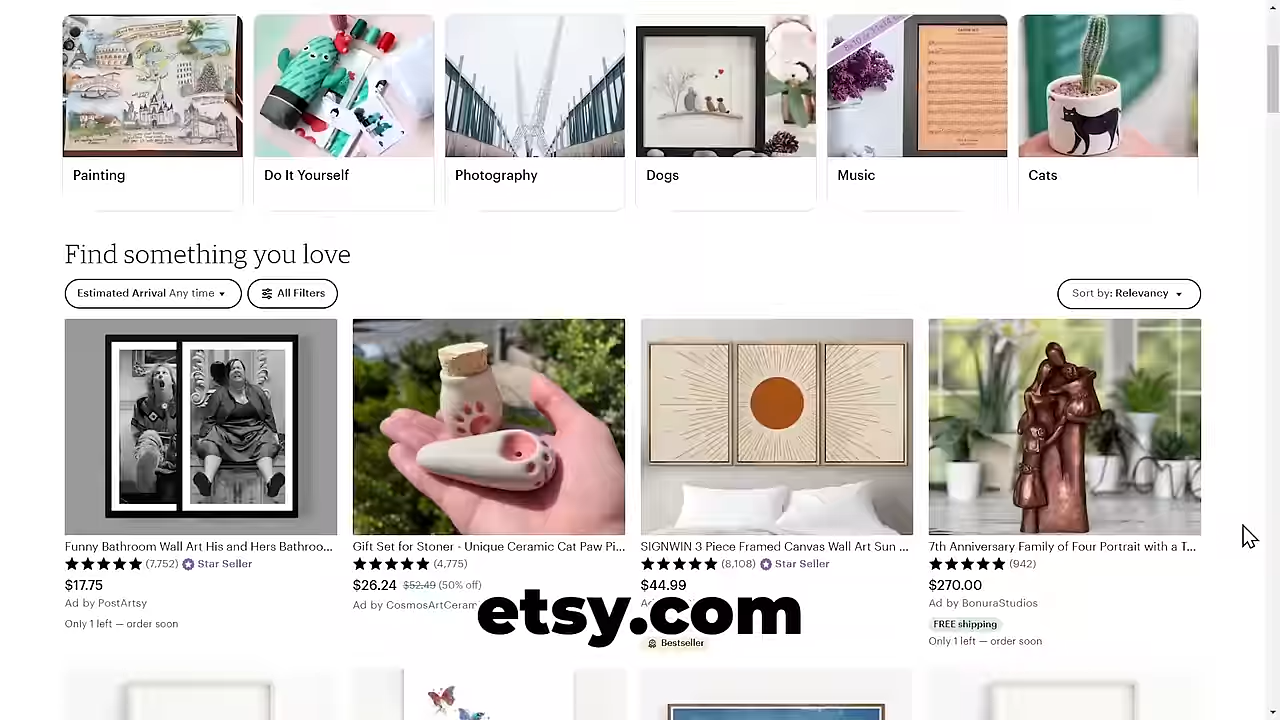 Painting
Do It Yourself
Photography
Dogs
Music
Cats
Find something you love
Estimated Arrival Any time
All Filters
Sort by: Relevancy
Funny Bathroom Wall Art His and Hers Bathroo...
Gift Set for Stoner - Unique Ceramic Cat Paw Pi...
SIGNWIN 3 Piece Framed Canvas Wall Art Sun ...
7th Anniversary Family of Four Portrait with a T...
(7,752) Star Seller
(4,775)
(8,108) Star Seller
(942)
$17.75
$26.24 $52.49 (50% off)
$44.99
$270.00
Ad by PostArtsy
Ad by CosmosArtCeram
Ad by BonuraStudios
Only 1 left — order soon
etsy.com
Bestseller
FREE shipping
Only 1 left — order soon